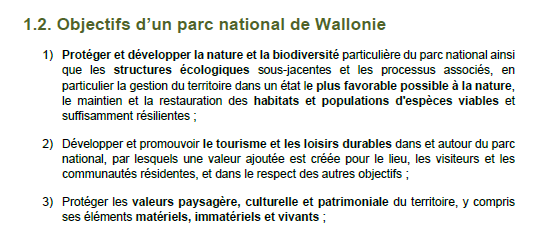 1.2. Objectifs d'un parc national de Wallonie
1) Protéger et développer la nature et la biodiversité particulière du parc national ainsi
que les structures écologiques sous-jacentes et les processus associés, en
particulier la gestion du territoire dans un état le plus favorable possible à la nature,
le maintien et la restauration des habitats et populations d'espèces viables et
suffisamment résilientes ;
2) Développer et promouvoir le tourisme et les loisirs durables dans et autour du parc
national, par lesquels une valeur ajoutée est créée pour le lieu, les visiteurs et les
communautés résidentes, et dans le respect des autres objectifs ;
3) Protéger les valeurs paysagère, culturelle et patrimoniale du territoire, y compris
ses éléments matériels, immatériels et vivants ;